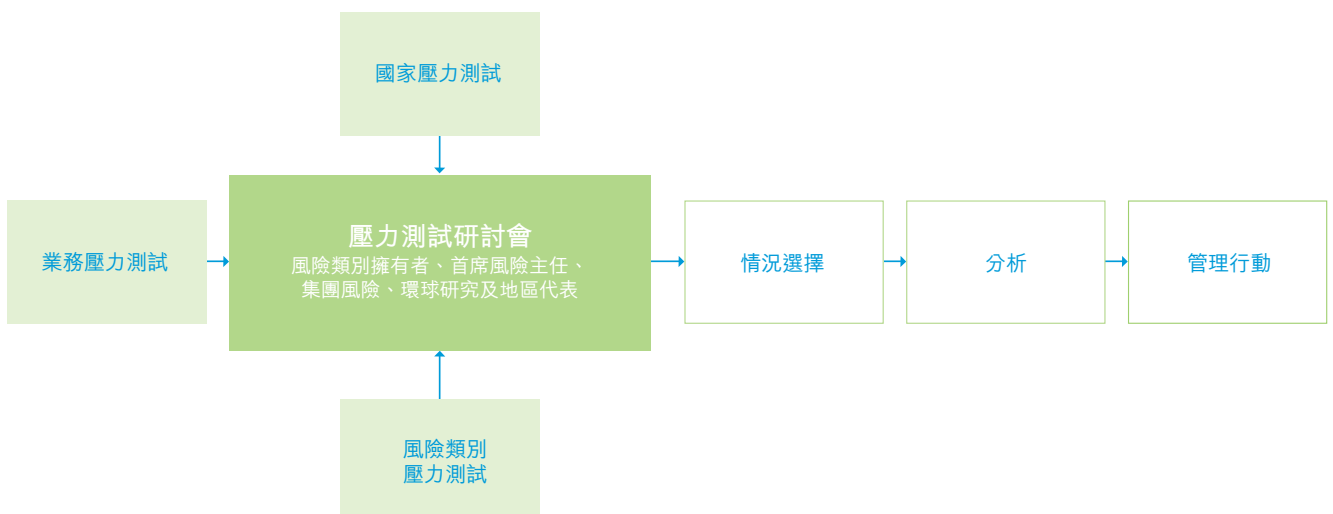 國家壓力測試
業務壓力測試
壓力測試研討會
風險類別擁有者、首席風險主任、
集團風險、環球研究及地區代表
情況選擇
分析
管理行動
風險類別
壓力測試